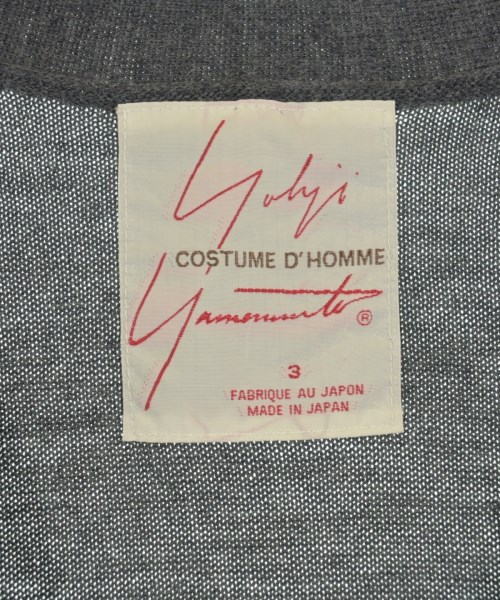 Yohji
COSTUME D'HOMME
Yamamoto ®
3
FABRIQUE AU JAPON
MADE IN JAPAN